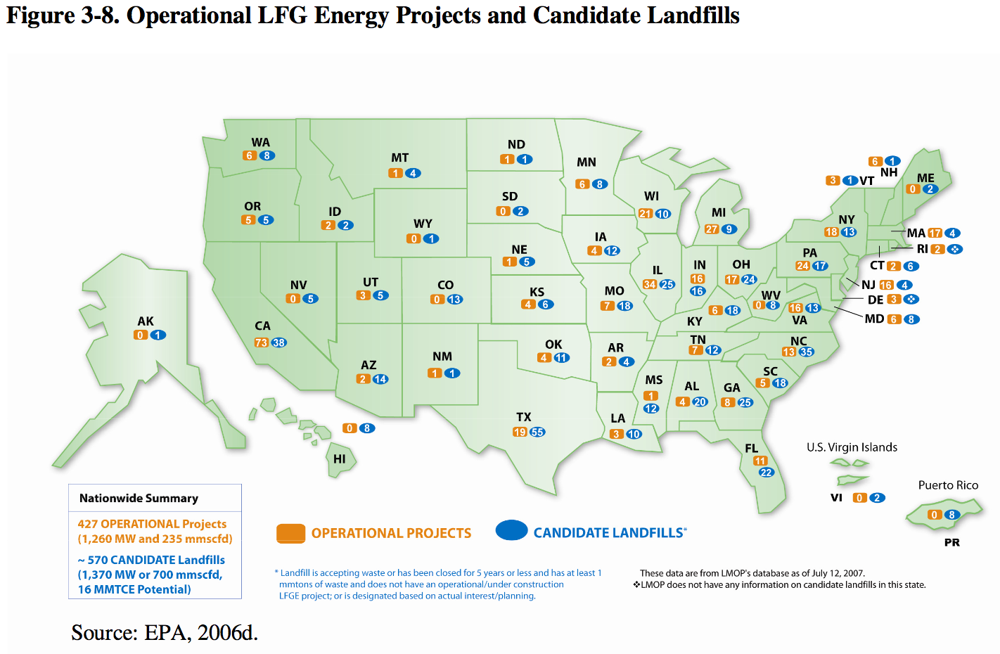 Figure 3-8. Operational LFG Energy Projects and Candidate Landfills
WA
6 8
OR
5 5
CA
73 38
NV
0 5
ID
2 2
MT
1 4
WY
0 1
UT
3 5
CO
0 13
AZ
2 14
NM
1 1
ND
1 1
SD
0 2
NE
1 5
KS
4 6
OK
4 11
TX
19 55
MN
6 8
IA
4 12
MO
7 18
AR
2 4
LA
3 10
WI
21 10
IL
34 25
MI
27 9
IN
16
16
OH
17 24
6 18
KY
TN
7 12
MS
1
12
AL
4 20
GA
8 25
FL
11
22
SC
5 18
NC
13 35
16 13
VA
WV
0 8
PA
24 17
NY
18 13
3 1 VT
6 1
NH
ME
0 2
MA 17 4
RI 2 ❖
CT 2 6
NJ 16 4
DE 3 ❖
MD 6 8
AK
0 1
0 8
HI
U.S. Virgin Islands
VI 0 2
Puerto Rico
0 8
PR
Nationwide Summary
427 OPERATIONAL Projects
(1,260 MW and 235 mmscfd)
~ 570 CANDIDATE Landfills
(1,370 MW or 700 mmscfd,
16 MMTCE Potential)
OPERATIONAL PROJECTS
CANDIDATE LANDFILLS*
* Landfill is accepting waste or has been closed for 5 years or less and has at least 1
mmtons of waste and does not have an operational/under construction
LFGE project; or is designated based on actual interest/planning.
These data are from LMOP's database as of July 12, 2007.
❖LMOP does not have any information on candidate landfills in this state.
Source: EPA, 2006d.